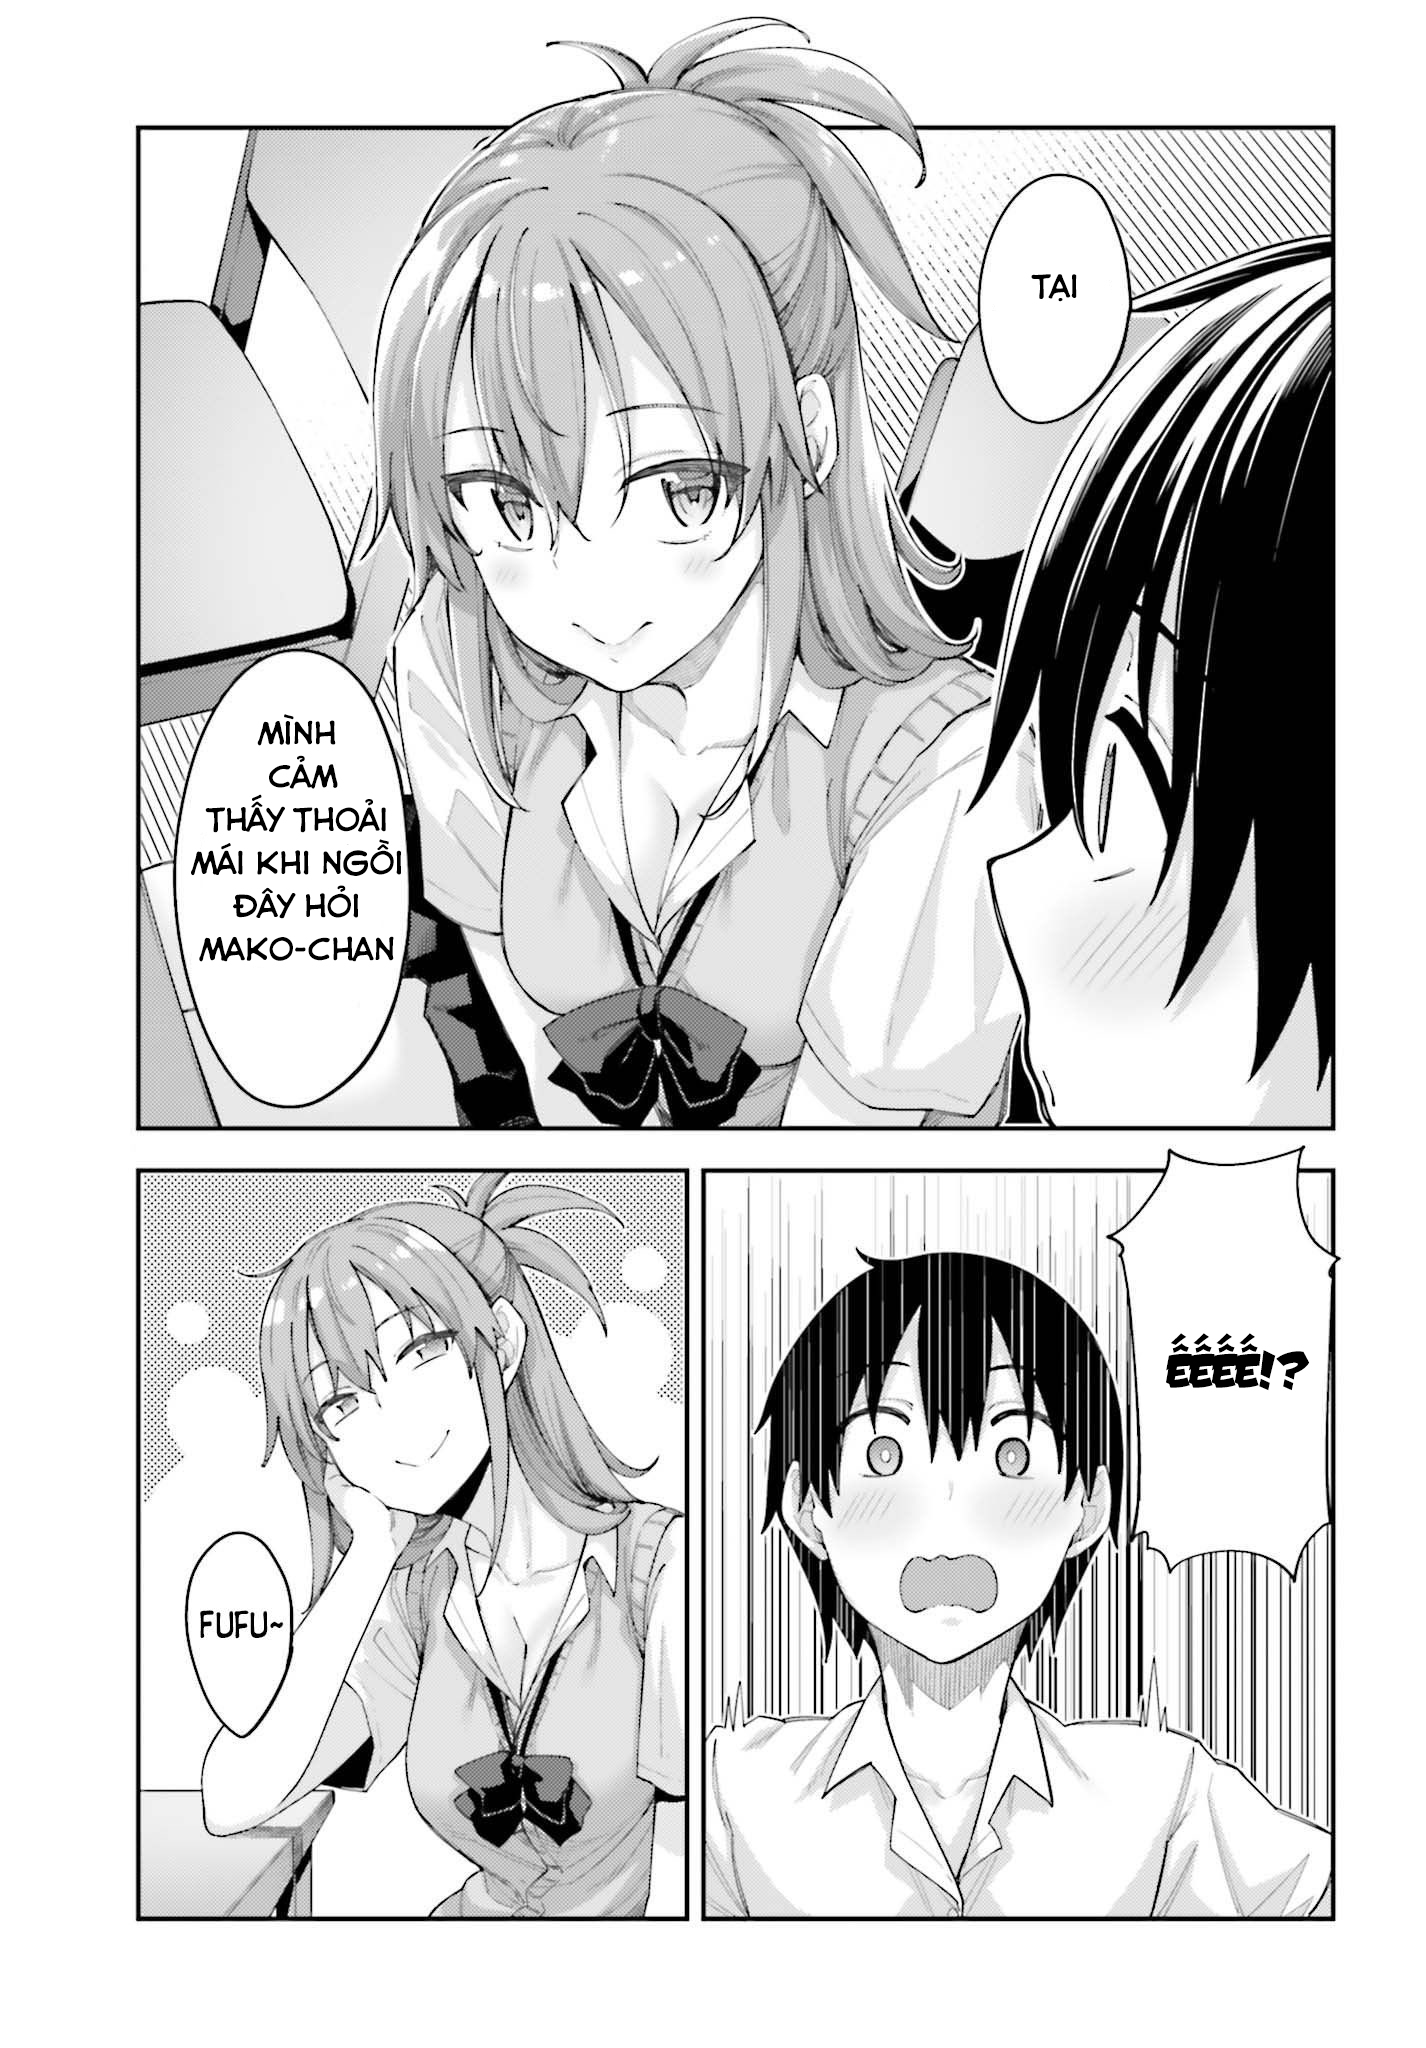 TẠI
MÌNH
CẢM
THẤY THOẢI
MÁI KHI NGỒI
ĐÂY HỎI
MAKO-CHAN
ẾẾẾẾ!?
FUFU~